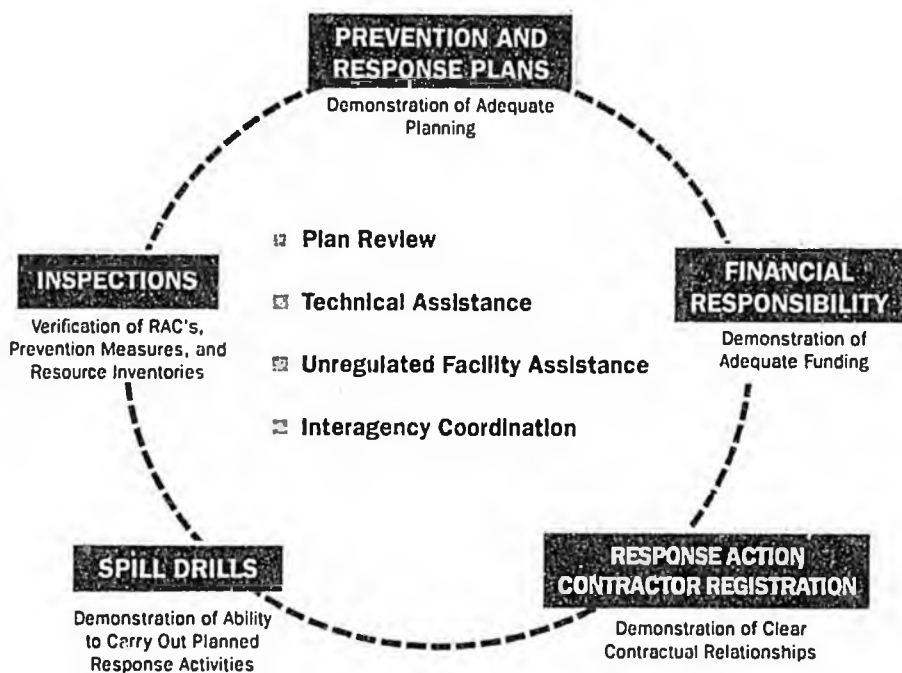 PREVENTION AND
RESPONSE PLANS
Demonstration of Adequate
Planning
Plan Review
Technical Assistance
Unregulated Facility Assistance
Interagency Coordination
INSPECTIONS
Verification of RAC's,
Prevention Measures, and
Resource Inventories
FINANCIAL
RESPONSIBILITY
Demonstration of
Adequate Funding
SPILL DRILLS
Demonstration of Ability
to Carry Out Planned
Response Activities
RESPONSE ACTION
CONTRACTOR REGISTRATION
Demonstration of Clear
Contractual Relationships